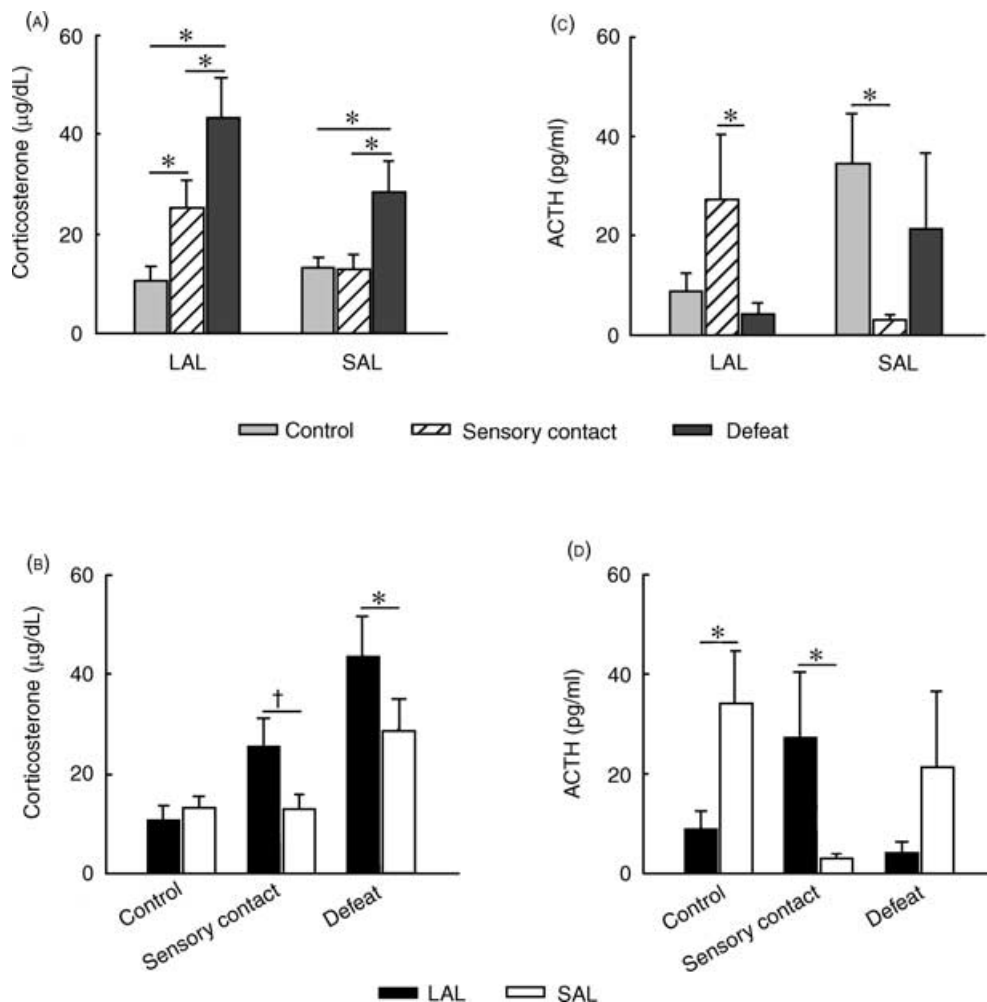 (A)
Corticosterone (µg/dL)
60
40
20
0
*
*
*
*
*
LAL
SAL
(C)
ACTH (pg/ml)
60
40
20
0
*
*
LAL
SAL
Control
Sensory contact
Defeat
(B)
Corticosterone (µg/dL)
60
40
20
0
†
*
Control
Sensory contact
Defeat
(D)
ACTH (pg/ml)
60
40
20
0
*
*
Control
Sensory contact
Defeat
LAL
SAL